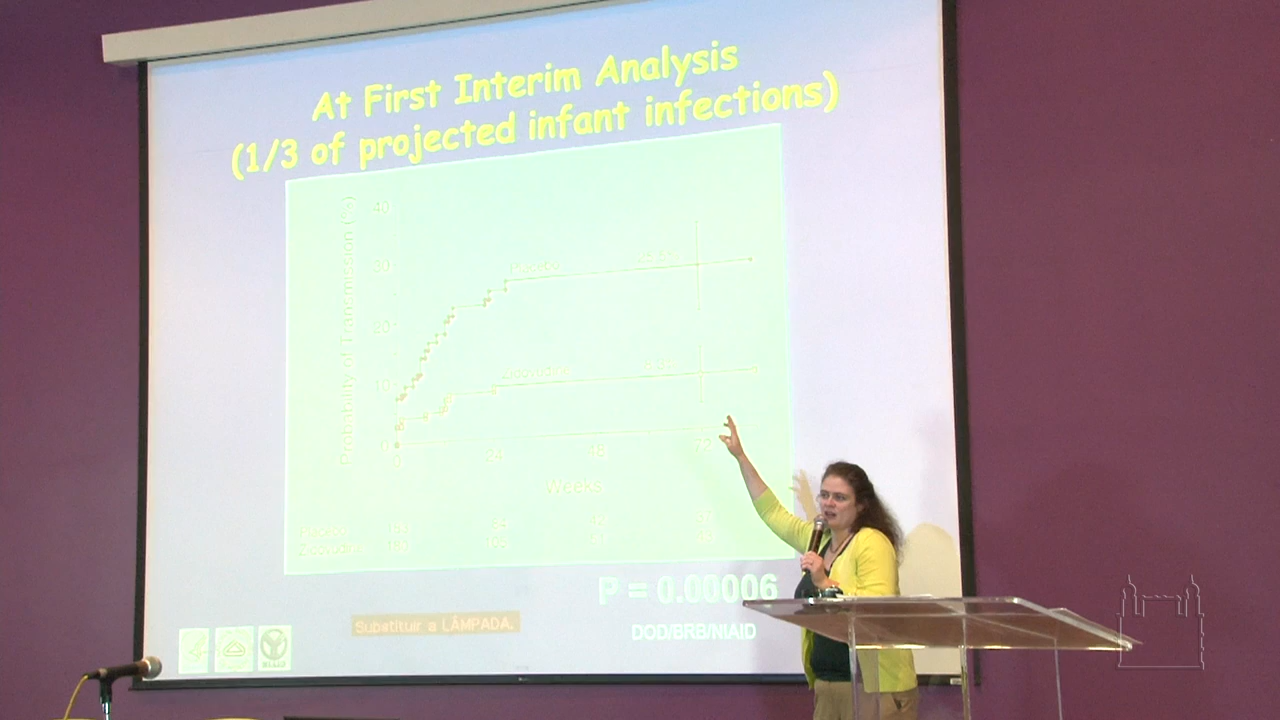 At First Interim Analysis
(1/3 of projected infant infections)
Probability of Transmission (%)
40
30
20
10
0
Placebo
Zidovudine
0 24 48 72
Weeks
Placebo
Zidovudine
P = 0.00006
DOD/BRB/NIAID
Substituir a LÂMPADA.